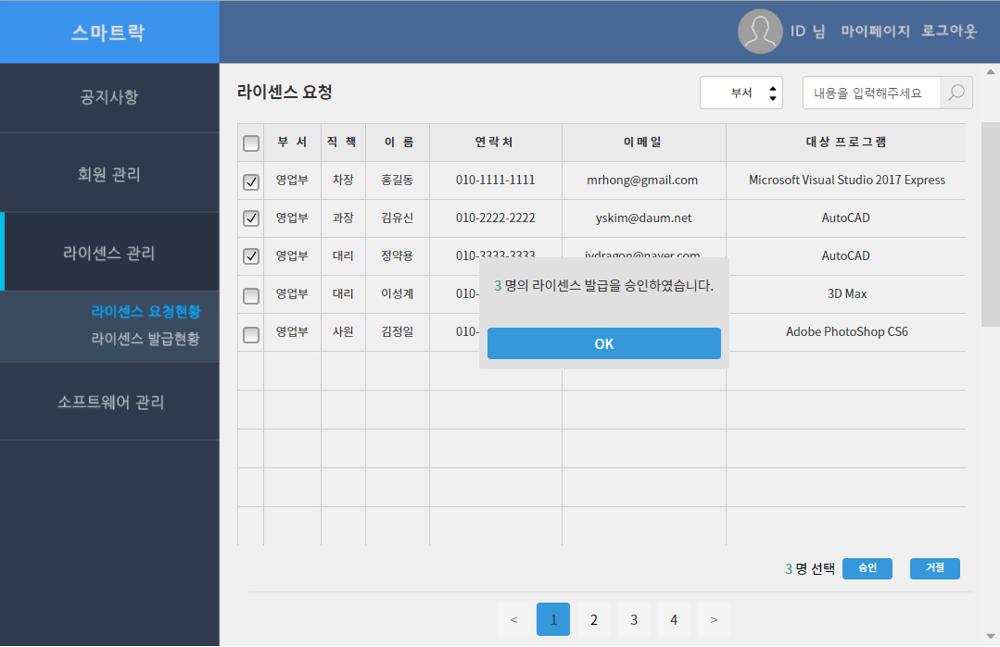 스마트락
ID 님 마이페이지 로그아웃
공지사항
회원 관리
라이센스 관리
라이센스 요청현황
라이센스 발급현황
소프트웨어 관리
라이센스 요청
부서
내용을 입력해주세요
부 서 직 책 이 름 연락처 이메일 대상 프로그램
영업부 차장 홍길동 010-1111-1111 mrhong@gmail.com Microsoft Visual Studio 2017 Express
영업부 과장 김유신 010-2222-2222 yskim@daum.net AutoCAD
영업부 대리 정약용 010-3333-3333 jydragon@naver.com AutoCAD
영업부 대리 이성계 010- 3D Max
영업부 사원 김정일 010- Adobe PhotoShop CS6
3 명의 라이센스 발급을 승인하였습니다.
OK
3 명 선택 승인 거절
< 1 2 3 4 >